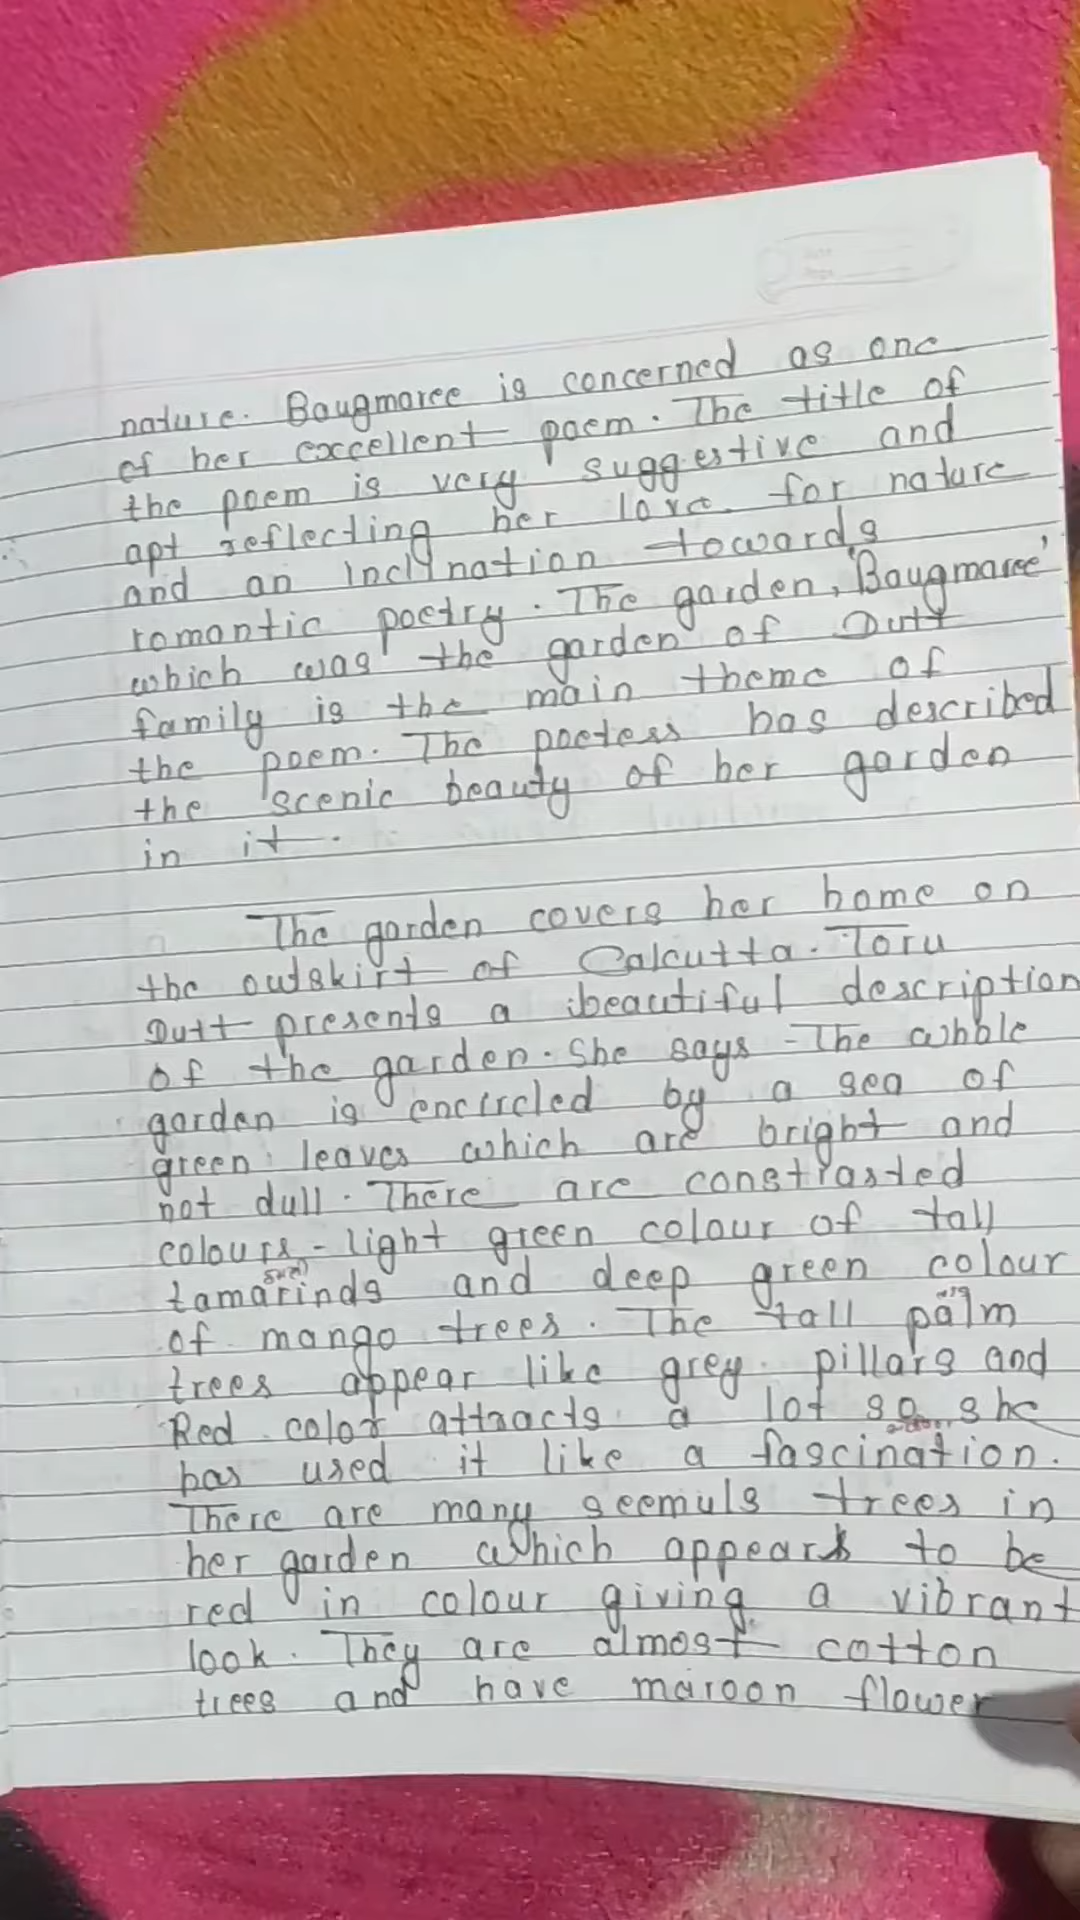 nature. Baugmaree is concerned as one
of her excellent poem. The title of
the poem is very suggestive and
apt reflecting her love for nature
and an inclination towards
romantic poetry. The garden, 'Baugmaree'
which was the garden of Dutt
family is the main theme of
the poem. The poetess has described
the scenic beauty of her garden
in it.
The garden covers her home on
the outskirt of Calcutta. Toru
Dutt presents a beautiful description
of the garden. She says - The whole
garden is encircled by a sea of
green leaves which are bright and
not dull. There are constrasted
colours - light green colour of tall
tamarinds and deep green colour
of mango trees. The tall palm
trees appear like grey pillars and
Red color attracts a lot so she
has used it like a fascination.
There are many seemuls trees in
her garden which appears to be
red in colour giving a vibrant
look. They are almost cotton
trees and have maroon flower